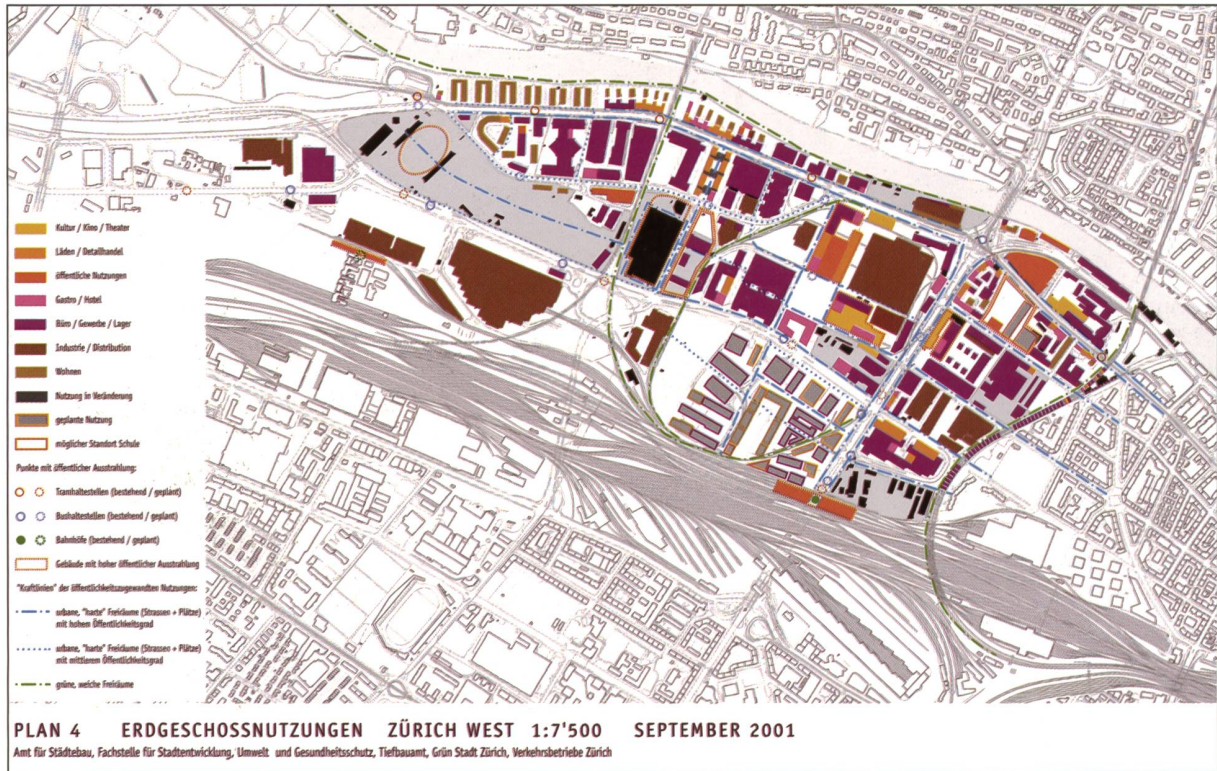 Kultur / Kino / Theater
Läden / Detailhandel
öffentliche Nutzungen
Gastro / Hotel
Büro / Gewerbe / Lager
Industrie / Distribution
Wohnen
Nutzung in Veränderung
geplante Nutzung
möglicher Standort Schule
Punkte mit öffentlicher Ausstrahlung:
Tramhaltestellen (bestehend / geplant)
Bushaltestellen (bestehend / geplant)
Bahnhöfe (bestehend / geplant)
Gebäude mit hoher öffentlicher Ausstrahlung
"Kraftlinien" der öffentlichkeitszugewandten Nutzungen:
urbane, "harte" Freiräume (Strassen + Plätze)
mit hohem Öffentlichkeitsgrad
urbane, "harte" Freiräume (Strassen + Plätze)
mit mittlerem Öffentlichkeitsgrad
grüne, weiche Freiräume
PLAN 4 ERDGESCHOSSNUTZUNGEN ZÜRICH WEST 1:7'500 SEPTEMBER 2001
Amt für Städtebau, Fachstelle für Stadtentwicklung, Umwelt und Gesundheitsschutz, Tiefbauamt, Grün Stadt Zürich, Verkehrsbetriebe Zürich